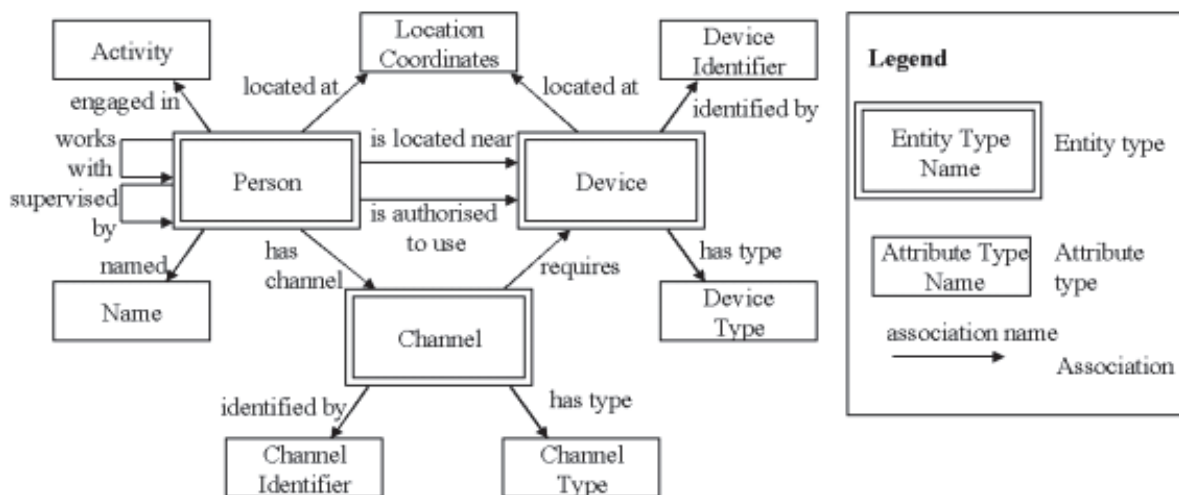 Activity
Location
Coordinates
Device
Identifier
engaged in
located at
located at
identified by
works
with
supervised
by
Person
is located near
is authorised
to use
Device
named
has
channel
requires
has type
Name
Channel
Device
Type
identified by
has type
Channel
Identifier
Channel
Type
Legend
Entity Type
Name
Entity type
Attribute Type
Name
Attribute
type
association name
Association